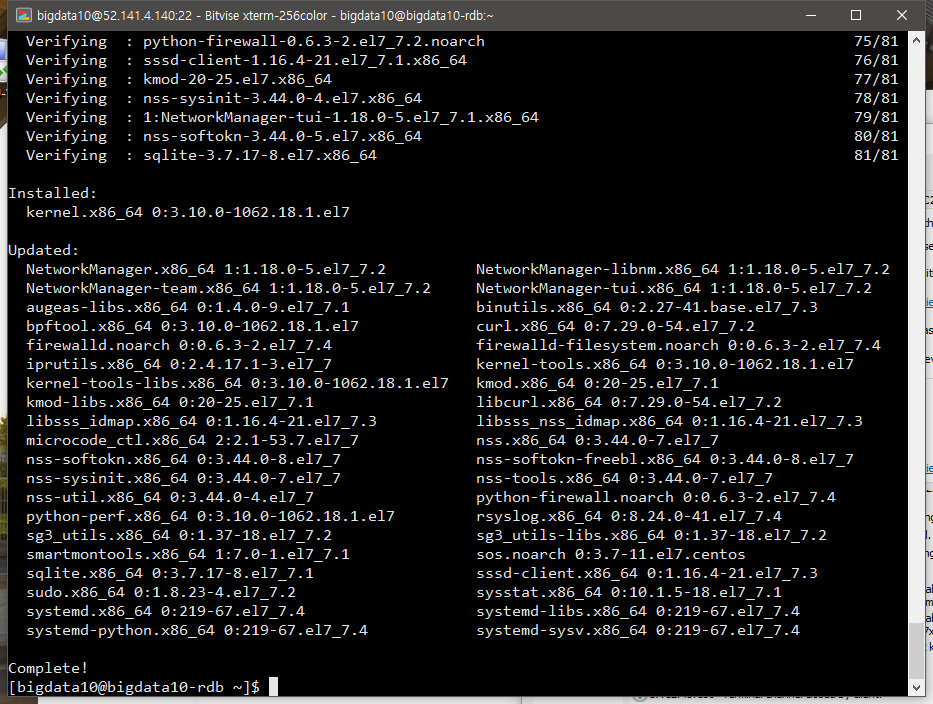 bigdata10@52.141.4.140:22 - Bitvise xterm-256color - bigdata10@bigdata10-rdb:~
Verifying  : python-firewall-0.6.3-2.el7_7.2.noarch 75/81
Verifying  : sssd-client-1.16.4-21.el7_7.1.x86_64 76/81
Verifying  : kmod-20-25.el7.x86_64 77/81
Verifying  : nss-sysinit-3.44.0-4.el7.x86_64 78/81
Verifying  : 1:NetworkManager-tui-1.18.0-5.el7_7.1.x86_64 79/81
Verifying  : nss-softokn-3.44.0-5.el7.x86_64 80/81
Verifying  : sqlite-3.7.17-8.el7.x86_64 81/81
Installed:
kernel.x86_64 0:3.10.0-1062.18.1.el7
Updated:
NetworkManager.x86_64 1:1.18.0-5.el7_7.2 NetworkManager-libnm.x86_64 1:1.18.0-5.el7_7.2
NetworkManager-team.x86_64 1:1.18.0-5.el7_7.2 NetworkManager-tui.x86_64 1:1.18.0-5.el7_7.2
augeas-libs.x86_64 0:1.4.0-9.el7_7.1 binutils.x86_64 0:2.27-41.base.el7_7.3
bpftool.x86_64 0:3.10.0-1062.18.1.el7 curl.x86_64 0:7.29.0-54.el7_7.2
firewalld.noarch 0:0.6.3-2.el7_7.4 firewalld-filesystem.noarch 0:0.6.3-2.el7_7.4
iprutils.x86_64 0:2.4.17.1-3.el7_7 kernel-tools.x86_64 0:3.10.0-1062.18.1.el7
kernel-tools-libs.x86_64 0:3.10.0-1062.18.1.el7 kmod.x86_64 0:20-25.el7_7.1
kmod-libs.x86_64 0:20-25.el7_7.1 libcurl.x86_64 0:7.29.0-54.el7_7.2
libsss_idmap.x86_64 0:1.16.4-21.el7_7.3 libsss_nss_idmap.x86_64 0:1.16.4-21.el7_7.3
microcode_ctl.x86_64 2:2.1-53.7.el7_7 nss.x86_64 0:3.44.0-7.el7_7
nss-softokn.x86_64 0:3.44.0-8.el7_7 nss-softokn-freebl.x86_64 0:3.44.0-8.el7_7
nss-sysinit.x86_64 0:3.44.0-7.el7_7 nss-tools.x86_64 0:3.44.0-7.el7_7
nss-util.x86_64 0:3.44.0-4.el7_7 python-firewall.noarch 0:0.6.3-2.el7_7.4
python-perf.x86_64 0:3.10.0-1062.18.1.el7 rsyslog.x86_64 0:8.24.0-41.el7_7.4
sg3_utils.x86_64 0:1.37-18.el7_7.2 sg3_utils-libs.x86_64 0:1.37-18.el7_7.2
smartmontools.x86_64 1:7.0-1.el7_7.1 sos.noarch 0:3.7-11.el7.centos
sqlite.x86_64 0:3.7.17-8.el7_7.1 sssd-client.x86_64 0:1.16.4-21.el7_7.3
sudo.x86_64 0:1.8.23-4.el7_7.2 sysstat.x86_64 0:10.1.5-18.el7_7.1
systemd.x86_64 0:219-67.el7_7.4 systemd-libs.x86_64 0:219-67.el7_7.4
systemd-python.x86_64 0:219-67.el7_7.4 systemd-sysv.x86_64 0:219-67.el7_7.4
Complete!
[bigdata10@bigdata10-rdb ~]$